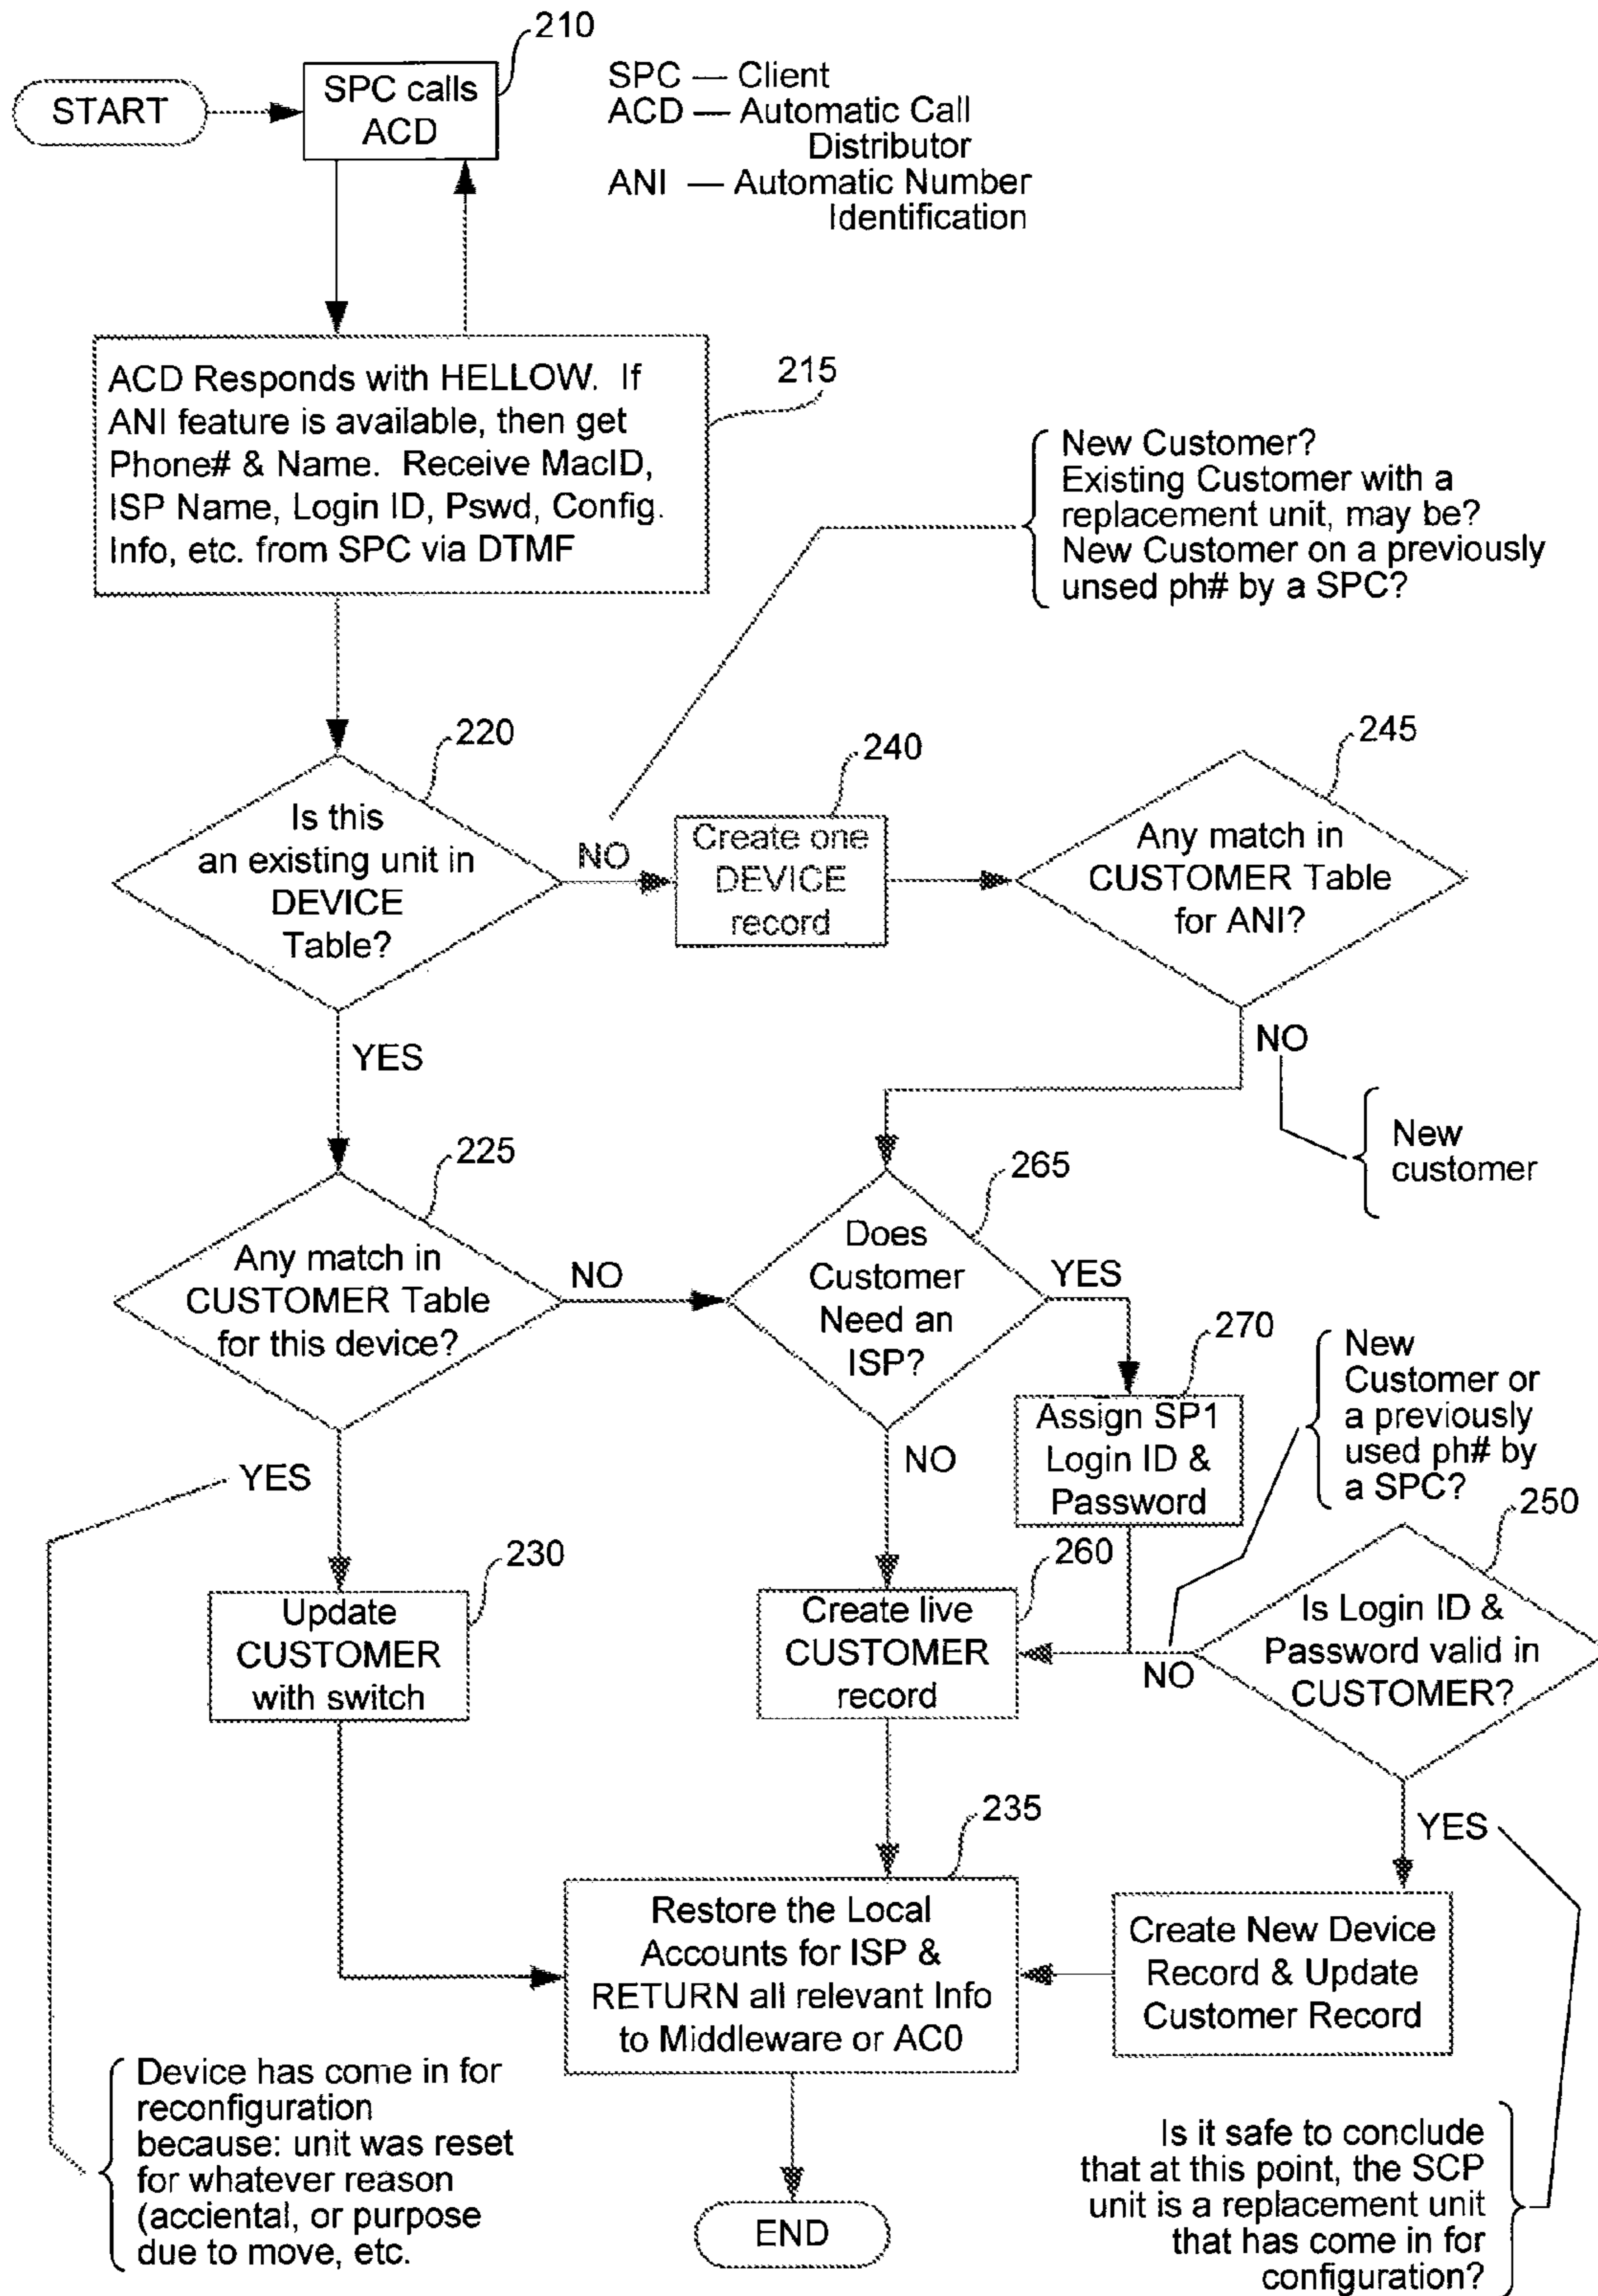 210
START
SPC calls
ACD
SPC — Client
ACD — Automatic Call
Distributor
ANI — Automatic Number
Identification
215
ACD Responds with HELLOW. If
ANI feature is available, then get
Phone# & Name. Receive MacID,
ISP Name, Login ID, Pswd, Config.
Info, etc. from SPC via DTMF
New Customer?
Existing Customer with a
replacement unit, may be?
New Customer on a previously
unsed ph# by a SPC?
220
Is this
an existing unit in
DEVICE
Table?
NO
240
Create one
DEVICE
record
245
Any match in
CUSTOMER Table
for ANI?
YES
NO
New
customer
225
Any match in
CUSTOMER Table
for this device?
NO
265
Does
Customer
Need an
ISP?
YES
270
Assign SP1
Login ID &
Password
New
Customer or
a previously
used ph# by
a SPC?
YES
NO
230
Update
CUSTOMER
with switch
260
Create live
CUSTOMER
record
250
Is Login ID &
Password valid in
CUSTOMER?
NO
YES
235
Restore the Local
Accounts for ISP &
RETURN all relevant Info
to Middleware or AC0
Create New Device
Record & Update
Customer Record
Device has come in for
reconfiguration
because: unit was reset
for whatever reason
(acciental, or purpose
due to move, etc.
END
Is it safe to conclude
that at this point, the SCP
unit is a replacement unit
that has come in for
configuration?